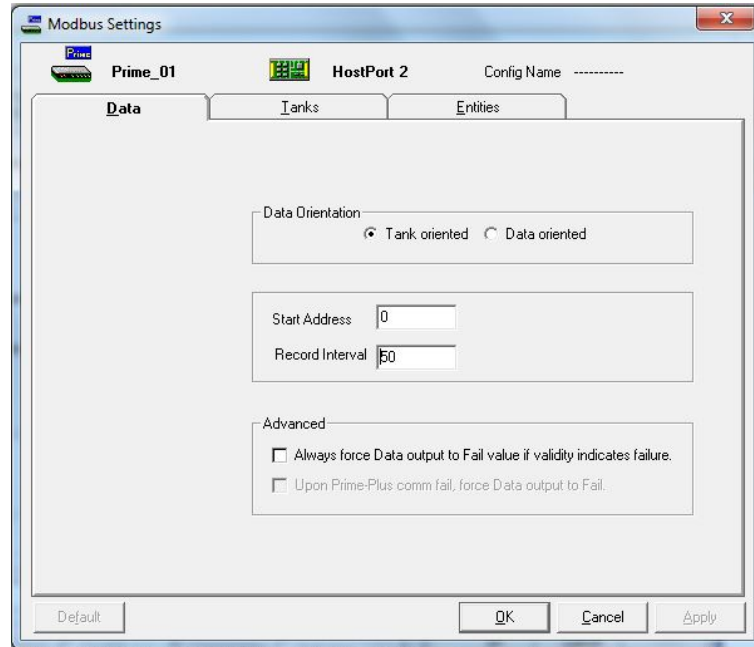 Modbus Settings
Prime
Prime_01 HostPort 2 Config Name ----------
Data Tanks Entities
Data Orientation
Tank oriented Data oriented
Start Address 0
Record Interval 50
Advanced
Always force Data output to Fail value if validity indicates failure.
Upon Prime-Plus comm fail, force Data output to Fail.
Default OK Cancel Apply